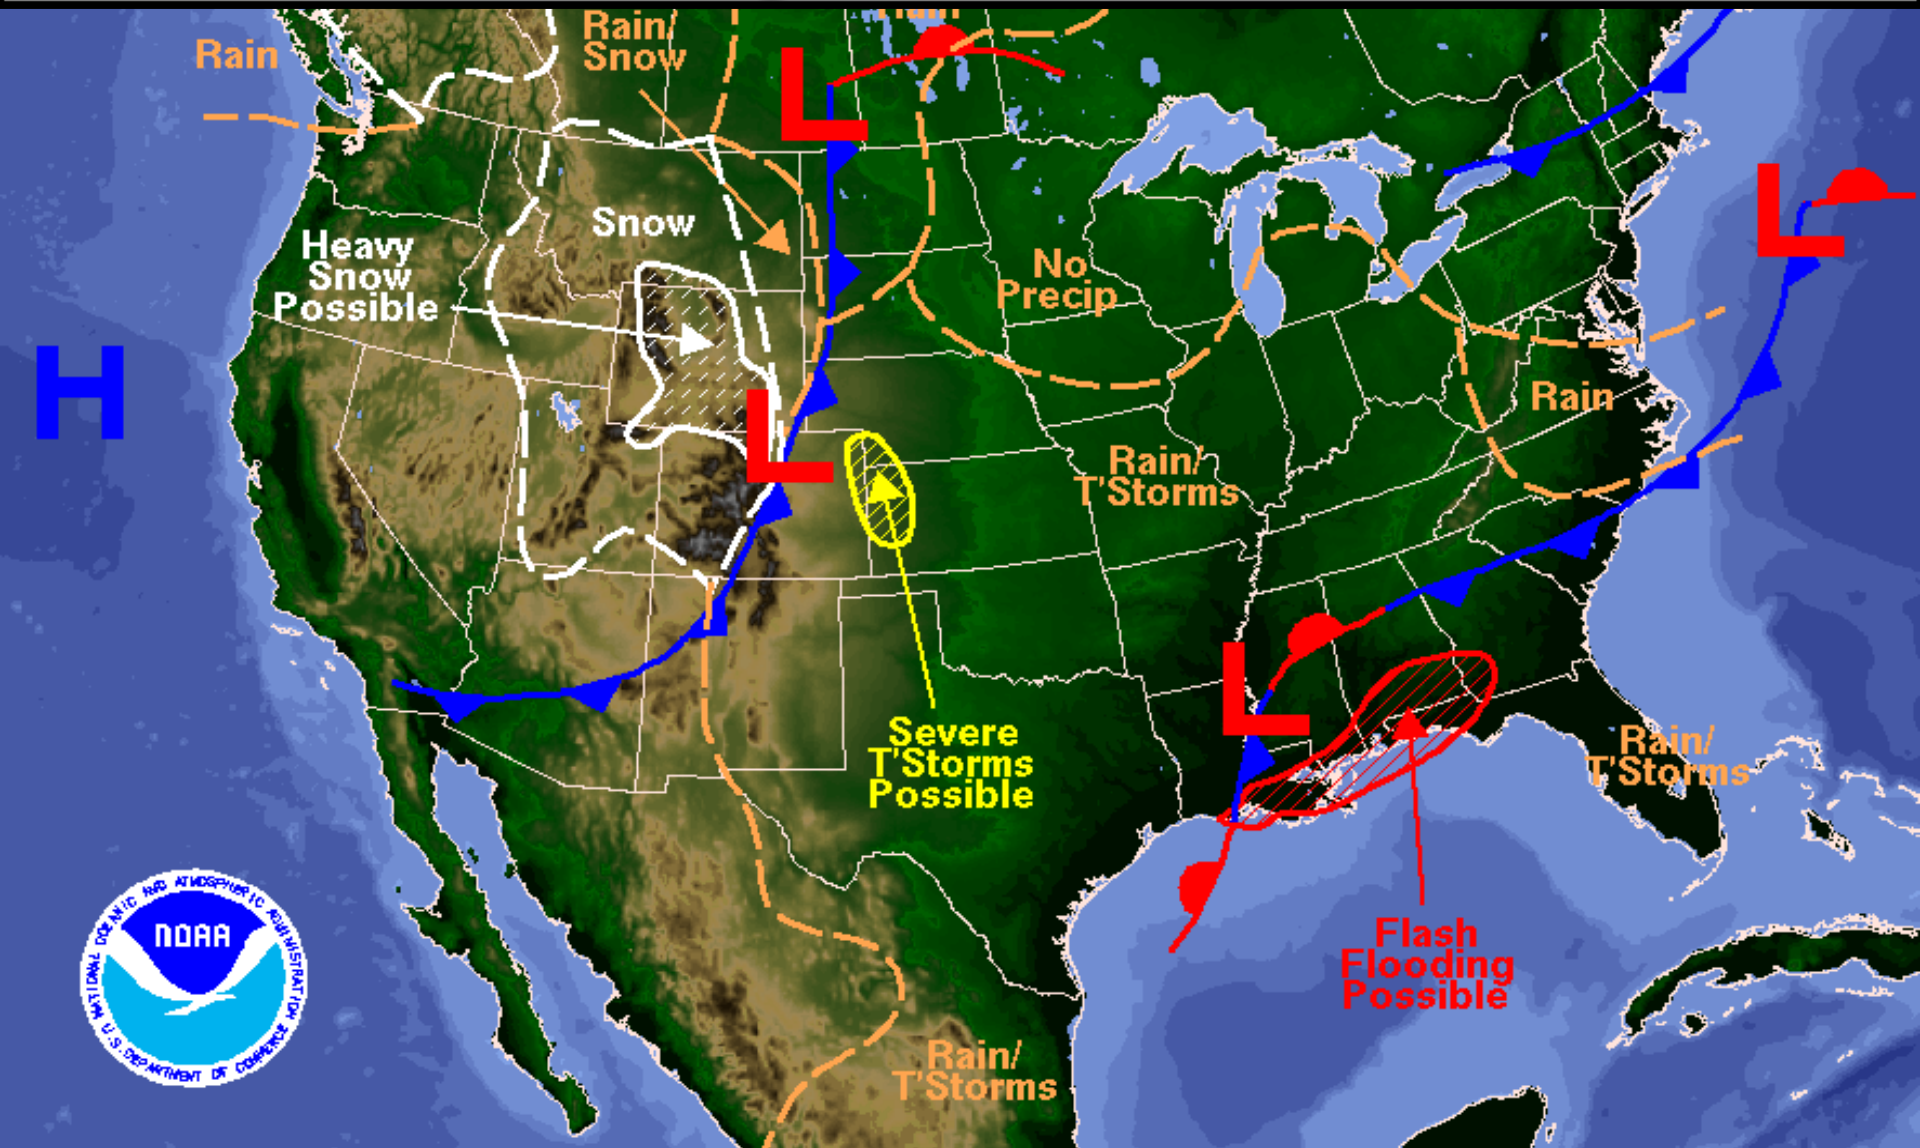 Rain
Rain/
Snow
Rain
Snow
Heavy
Snow
Possible
No
Precip
L
L
H
L
L
Rain
Rain/
T'Storms
Severe
T'Storms
Possible
Rain/
T'Storms
Flash
Flooding
Possible
Rain/
T'Storms
NATIONAL OCEANIC AND ATMOSPHERIC ADMINISTRATION
NOAA
U.S. DEPARTMENT OF COMMERCE